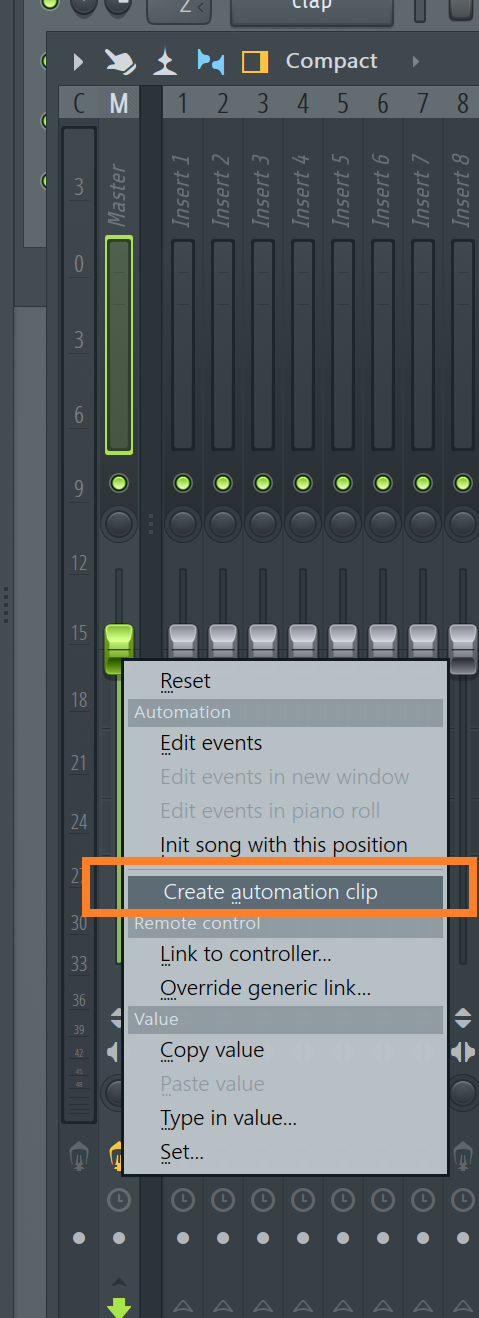 2
Clap
Compact
C M 1 2 3 4 5 6 7 8
Master
Insert 1
Insert 2
Insert 3
Insert 4
Insert 5
Insert 6
Insert 7
Insert 8
3
0
3
6
9
12
15
18
21
24
27
30
33
36
39
42
45
48
Reset
Automation
Edit events
Edit events in new window
Edit events in piano roll
Init song with this position
Create automation clip
Remote control
Link to controller...
Override generic link...
Value
Copy value
Paste value
Type in value...
Set...